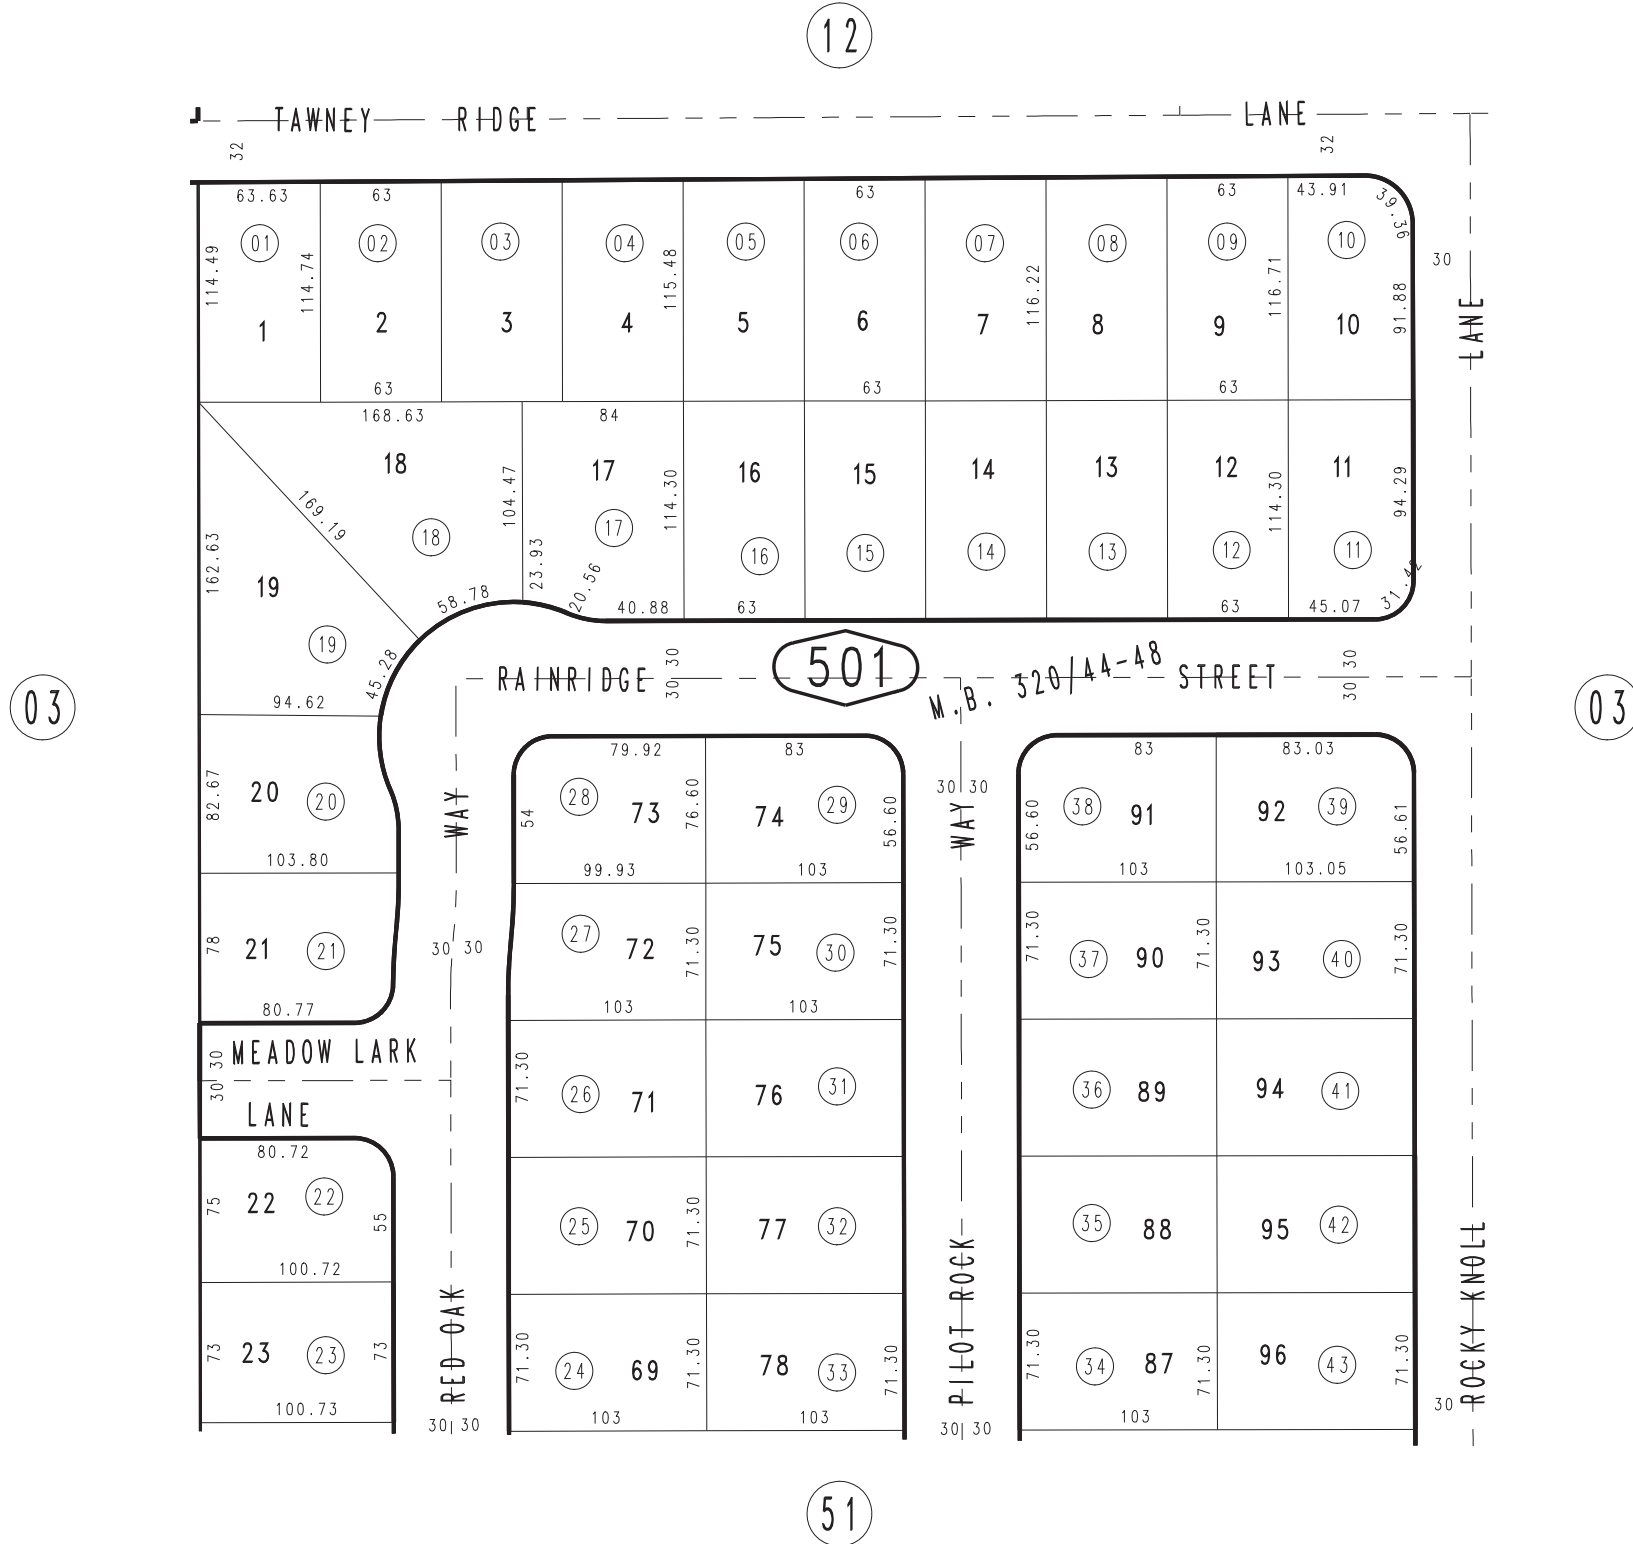 12
TAWNEY RIDGE LANE
32 32
63.63 63 63 63 43.91 39.36
01 02 03 04 05 06 07 08 09 10
30
114.49 114.74 115.48 116.22 116.71 91.88
LANE
1 2 3 4 5 6 7 8 9 10
63 63 63
168.63 84
18 17 16 15 14 13 12 11
169.19 104.47 114.30 114.30 94.29
18 17 16 15 14 13 12 11
162.63 23.93
19
58.78 20.56 40.88 63 63 45.07 31.42
19
45.28
30 30 30 30
RAINRIDGE 501 M.B. 320/44-48 STREET
03 03
94.62
79.92 83 83 83.03
82.67 20 20
WAY
54 28 73 76.60 74 29 56.60
30 30
WAY
56.60 38 91 92 39 56.61
103.80 99.93 103 103 103.05
78 21 21
30 30
27 72 71.30 75 30 71.30
71.30 37 90 71.30 93 40 71.30
80.77 103 103
30 30
MEADOW LARK
LANE
71.30 26 71 76 31
36 89 94 41
80.72
75 22 22 55
25 70 71.30 77 32
35 88 95 42
100.72
73 23 23 73
RED OAK
71.30 24 69 71.30 78 33 71.30
PILOT ROCK
71.30 34 87 71.30 96 43 71.30
ROCKY KNOLL
30
100.73 103 103 103
30 30 30 30
51